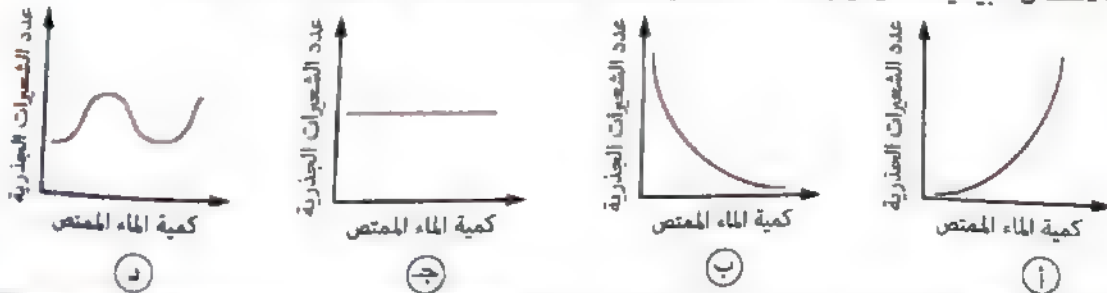 عدد الشعيرات الجذرية
كمية الماء الممتص
أ
عدد الشعيرات الجذرية
كمية الماء الممتص
ب
عدد الشعيرات الجذرية
كمية الماء الممتص
جـ
عدد الشعيرات الجذرية
كمية الماء الممتص
د